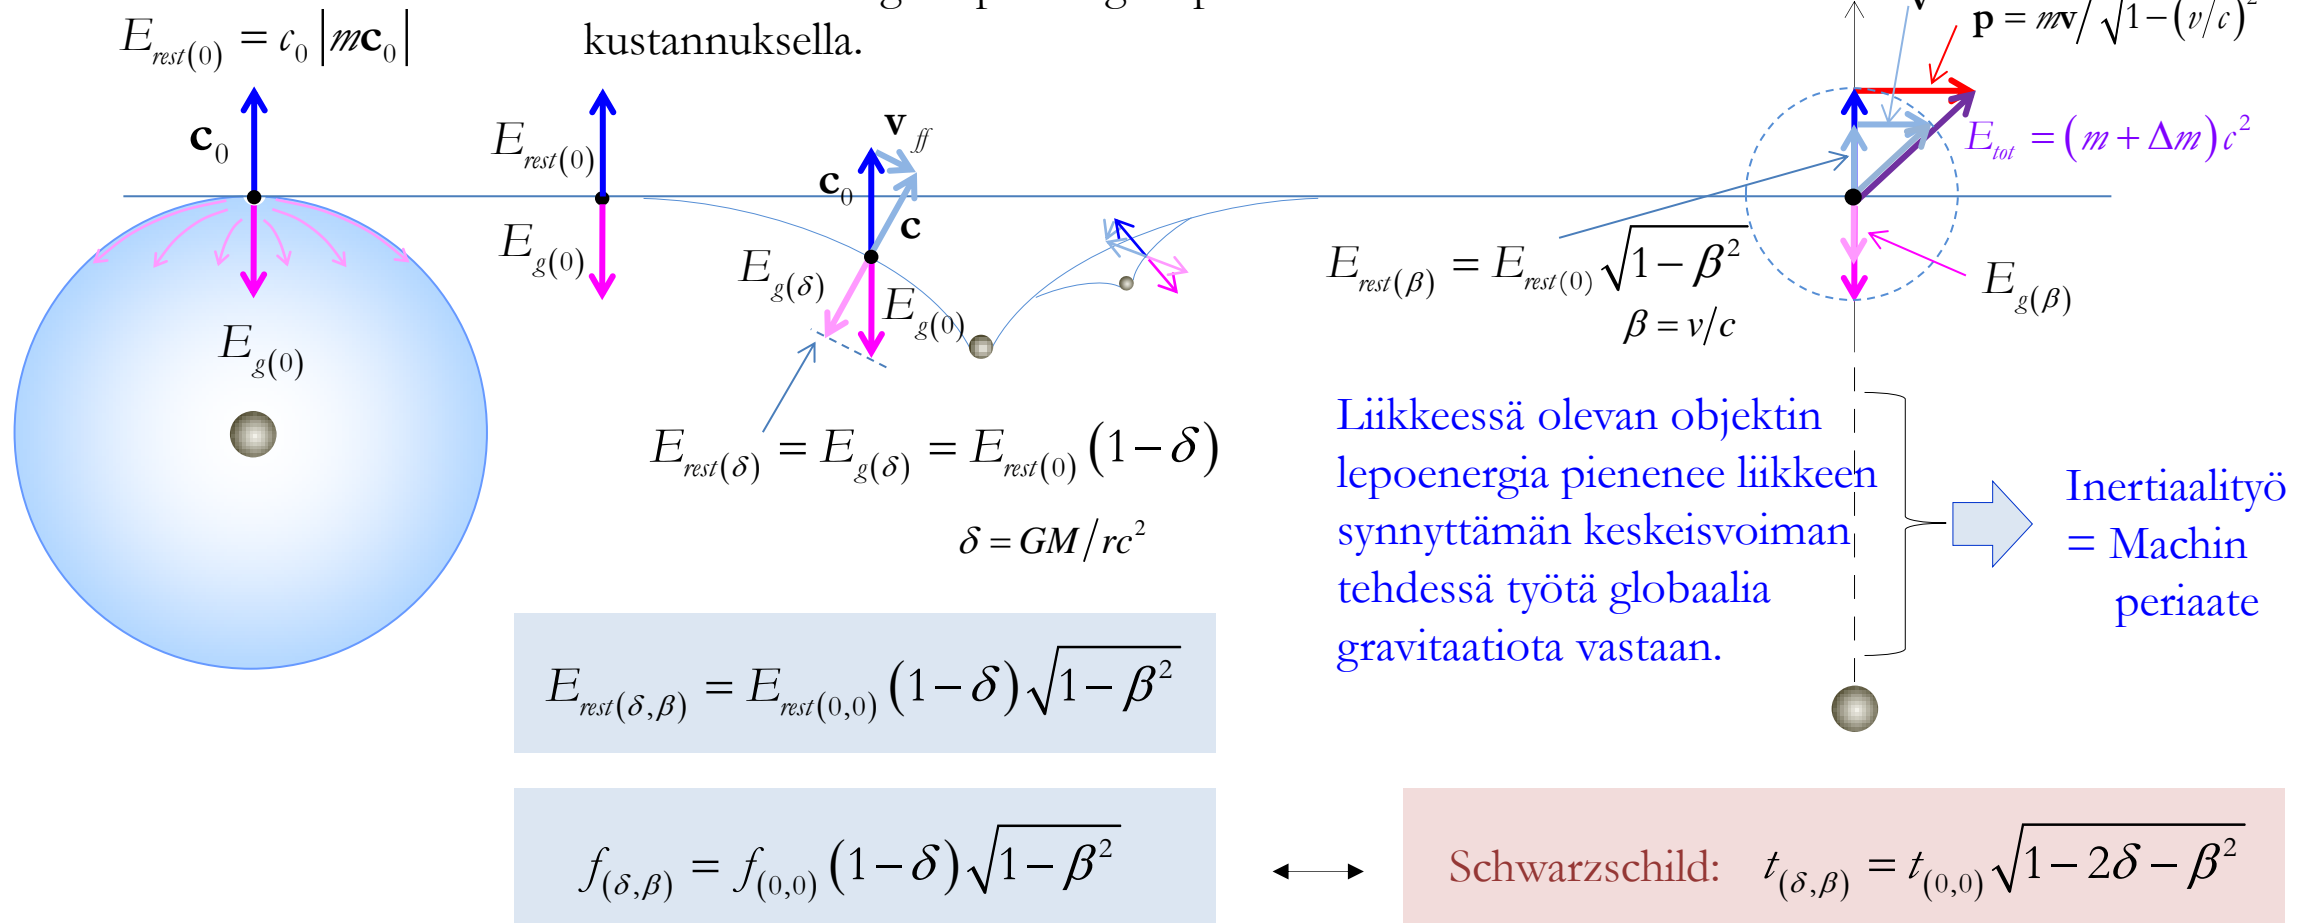 kustannuksella.
E_rest(0) = c_0 |mc_0|
p = mv/√1−(v/c)²
c_0
E_rest(0)
E_g(0)
v_ff
c_0
c
E_g(δ)
E_g(0)
E_tot = (m + Δm)c²
E_rest(β) = E_rest(0)√1−β²
β = v/c
E_g(β)
E_g(0)
E_rest(δ) = E_g(δ) = E_rest(0)(1−δ)
δ = GM/rc²
Liikkeessä olevan objektin
lepoenergia pienenee liikkeen
synnyttämän keskeisvoiman
tehdessä työtä globaalia
gravitaatiota vastaan.
Inertiaalityö
= Machin
periaate
E_rest(δ,β) = E_rest(0,0)(1−δ)√1−β²
f_(δ,β) = f_(0,0)(1−δ)√1−β²
Schwarzschild: t_(δ,β) = t_(0,0)√1−2δ−β²